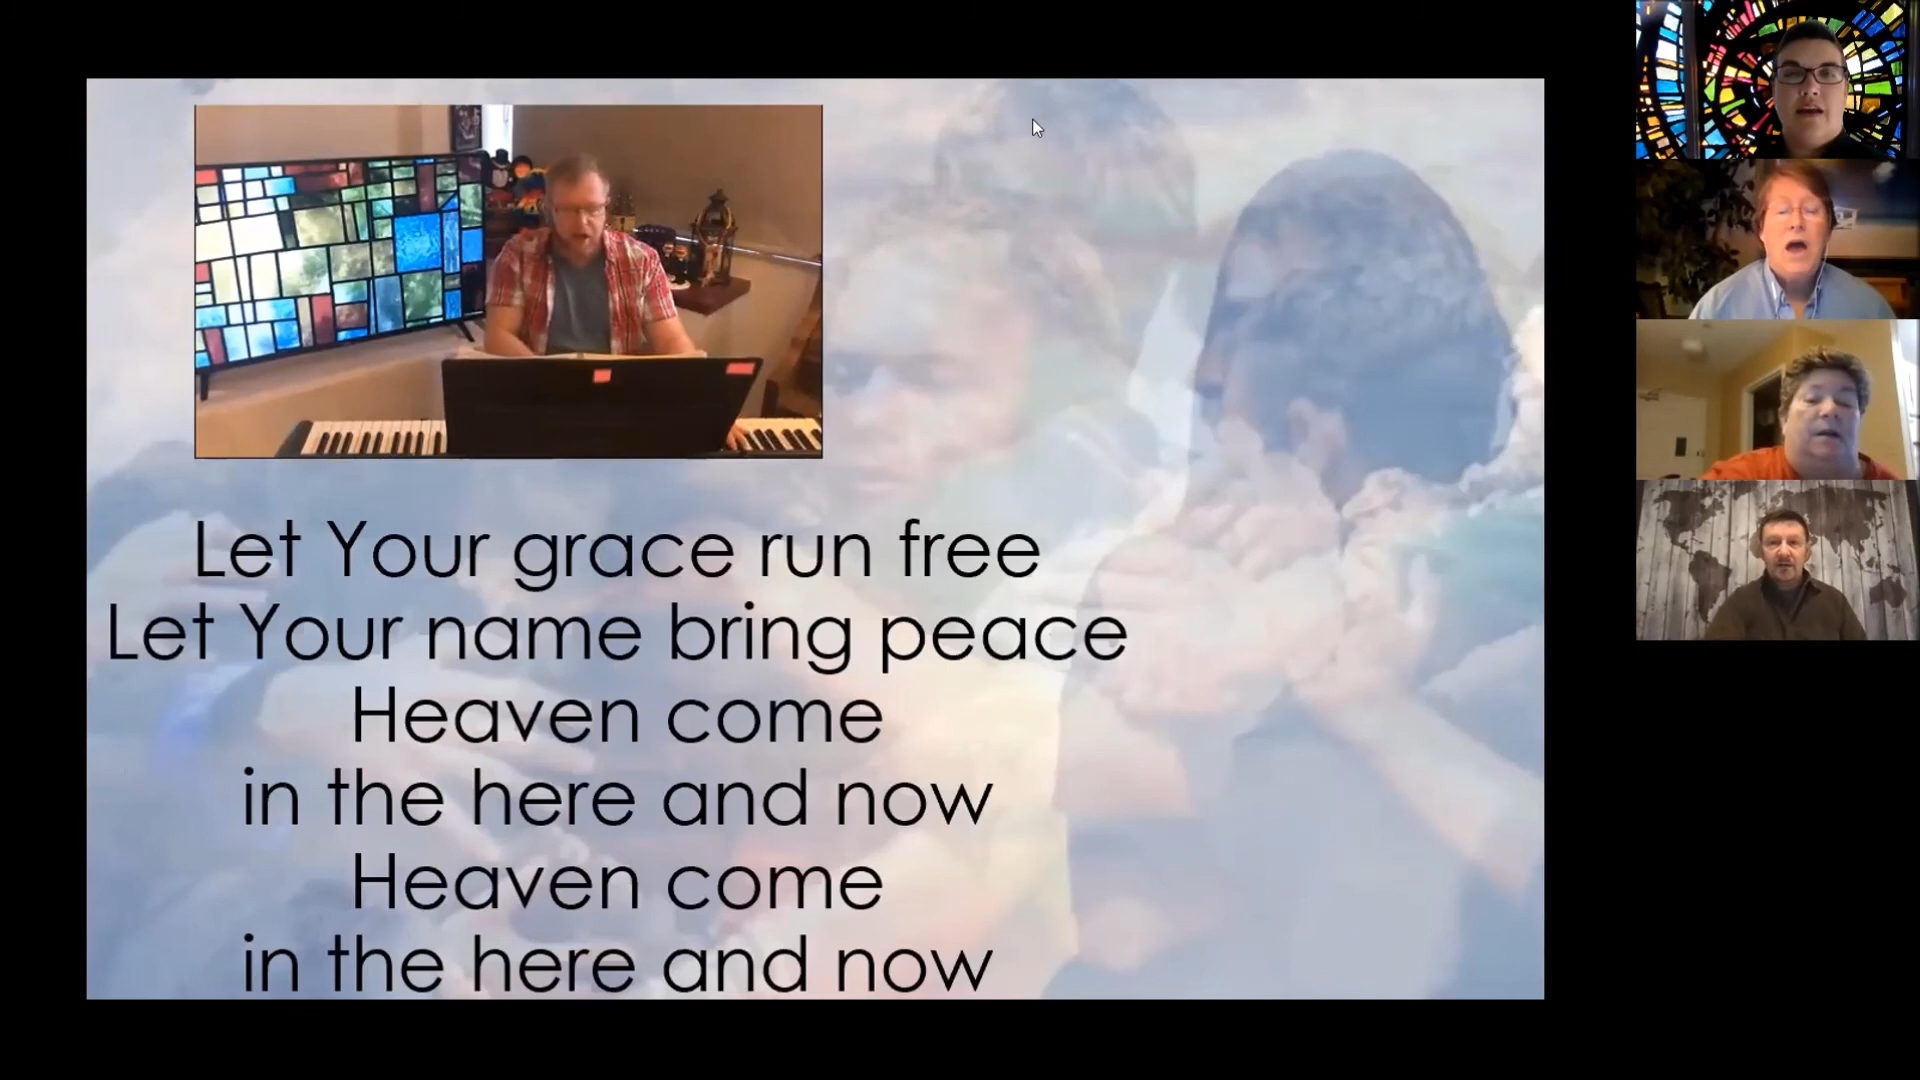 Let Your grace run free
Let Your name bring peace
Heaven come
in the here and now
Heaven come
in the here and now